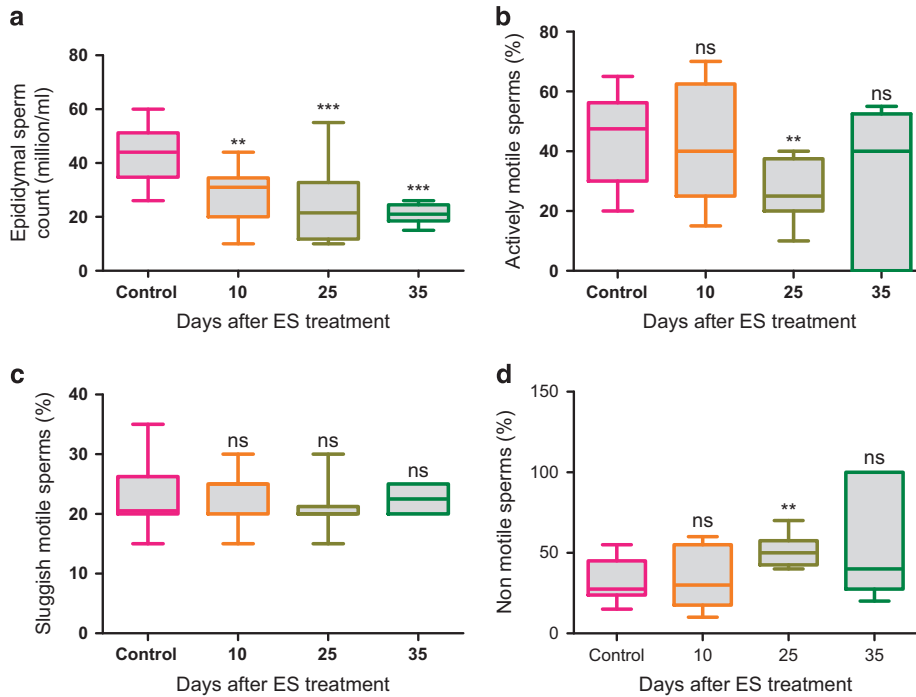 a
Epididymal sperm
count (million/ml)
80
60
40
20
0
**
***
***
Control 10 25 35
Days after ES treatment
b
Actively motile sperms (%)
80
60
40
20
0
ns
**
ns
Control 10 25 35
Days after ES treatment
c
Sluggish motile sperms (%)
40
30
20
10
0
ns
ns
ns
Control 10 25 35
Days after ES treatment
d
Non motile sperms (%)
150
100
50
0
ns
**
ns
Control 10 25 35
Days after ES treatment